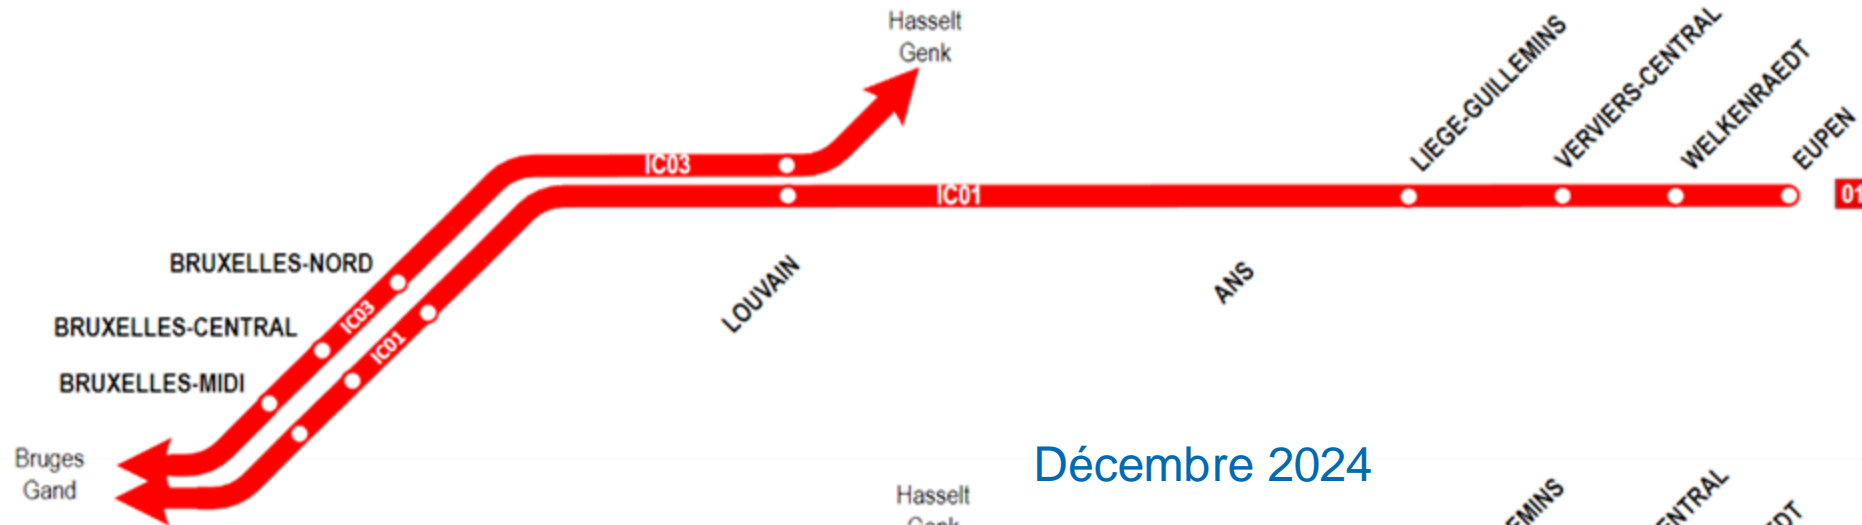 Hasselt
Genk
LIEGE-GUILLEMINS
VERVIERS-CENTRAL
WELKENRAEDT
EUPEN
IC03
IC01
01
BRUXELLES-NORD
BRUXELLES-CENTRAL
BRUXELLES-MIDI
IC03
IC01
LOUVAIN
ANS
Bruges
Gand
Décembre 2024
Hasselt